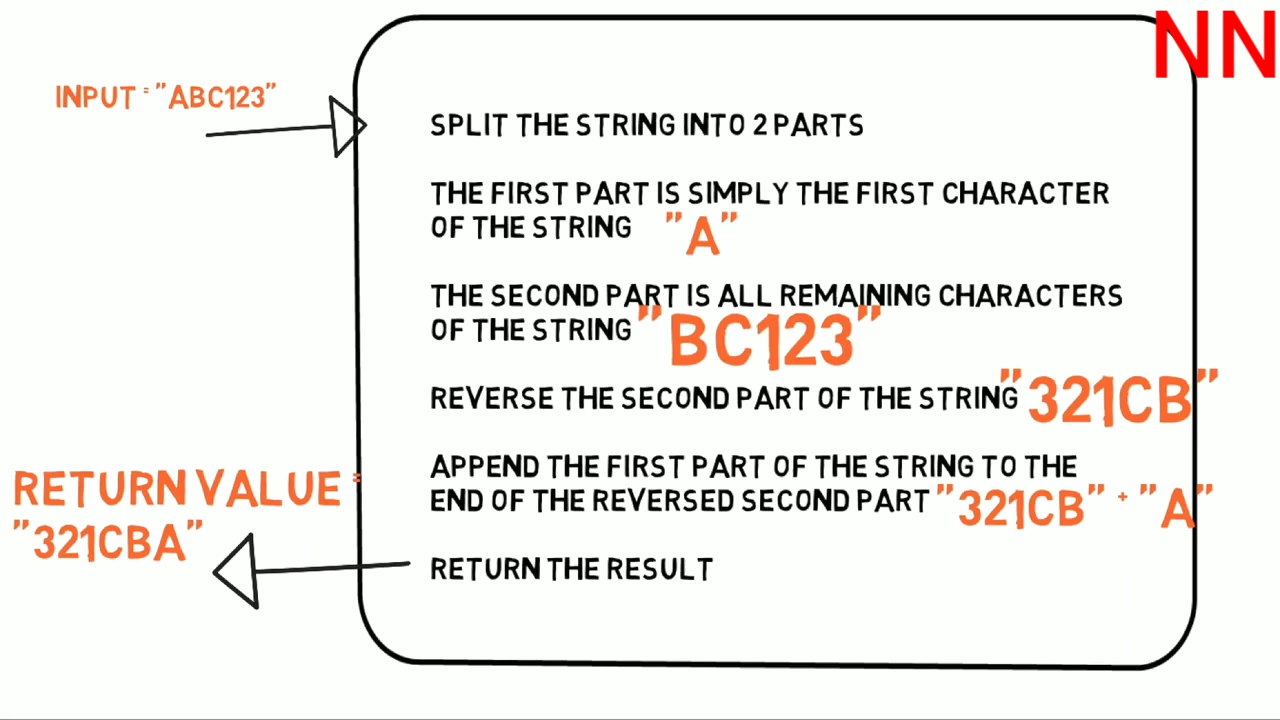 NN
INPUT = "ABC123"
SPLIT THE STRING INTO 2 PARTS
THE FIRST PART IS SIMPLY THE FIRST CHARACTER
OF THE STRING "A"
THE SECOND PART IS ALL REMAINING CHARACTERS
OF THE STRING "BC123"
REVERSE THE SECOND PART OF THE STRING "321CB"
APPEND THE FIRST PART OF THE STRING TO THE
END OF THE REVERSED SECOND PART "321CB" + "A"
RETURN VALUE =
"321CBA"
RETURN THE RESULT